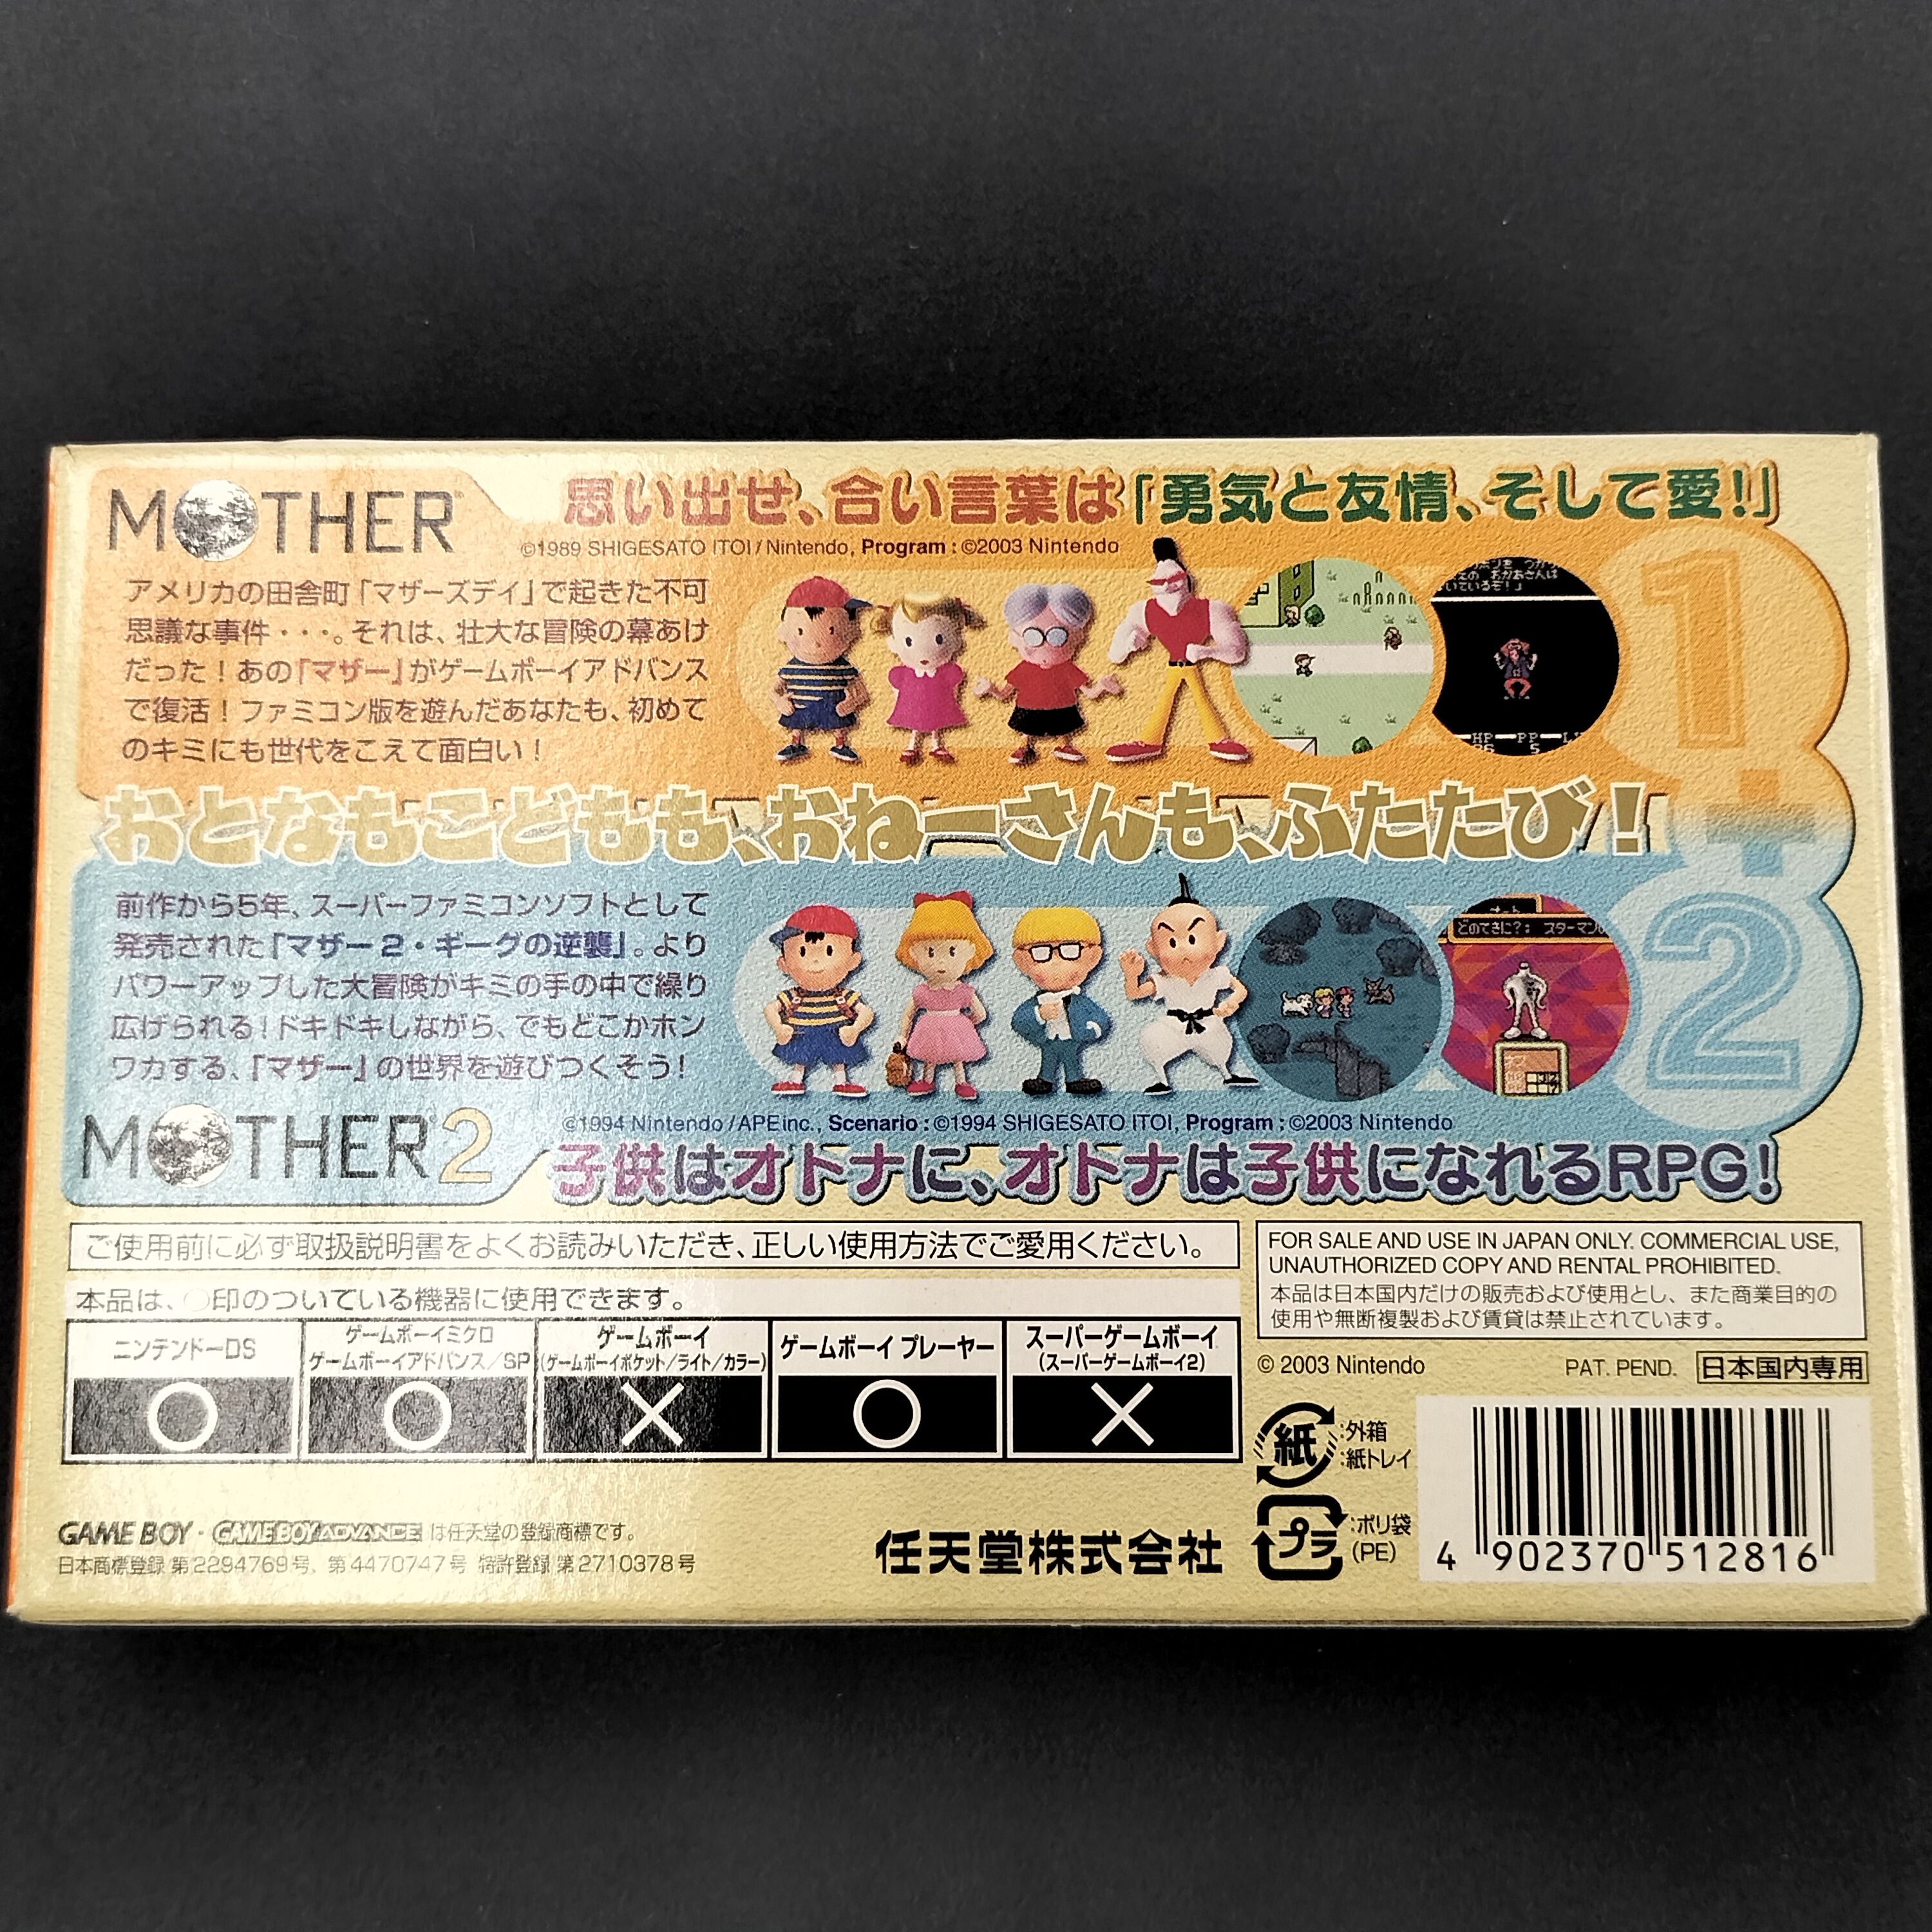 MOTHER
思い出せ、合い言葉は「勇気と友情、そして愛!」
©1989 SHIGESATO ITOI/Nintendo, Program:©2003 Nintendo
アメリカの田舎町「マザーズデイ」で起きた不可
思議な事件・・・。それは、壮大な冒険の幕あけ
だった!あの「マザー」がゲームボーイアドバンス
で復活!ファミコン版を遊んだあなたも、初めて
のキミにも世代をこえて面白い!
HP PP
5
1
+
おとなもこどもも、おねーさんも、ふたたび!
前作から5年、スーパーファミコンソフトとして
発売された『マザー2・ギーグの逆襲』。より
パワーアップした大冒険がキミの手の中で繰り
広げられる!ドキドキしながら、でもどこかホン
ワカする、「マザー」の世界を遊びつくそう!
どのてきに?: スターマン
2
MOTHER2
©1994 Nintendo/APE inc., Scenario:©1994 SHIGESATO ITOI, Program:©2003 Nintendo
子供はオトナに、オトナは子供になれるRPG!
ご使用前に必ず取扱説明書をよくお読みいただき、正しい使用方法でご愛用ください。
本品は、○印のついている機器に使用できます。
ニンテンドーDS
○
ゲームボーイミクロ
ゲームボーイアドバンス/SP
○
ゲームボーイ
(ゲームボーイポケット/ライト/カラー)
×
ゲームボーイ プレーヤー
○
スーパーゲームボーイ
(スーパーゲームボーイ2)
×
FOR SALE AND USE IN JAPAN ONLY. COMMERCIAL USE,
UNAUTHORIZED COPY AND RENTAL PROHIBITED.
本品は日本国内だけの販売および使用とし、また商業目的の
使用や無断複製および賃貸は禁止されています。
© 2003 Nintendo PAT. PEND. 日本国内専用
紙 :外箱
:紙トレイ
プラ :ポリ袋
(PE)
4 902370 512816
GAME BOY・GAME BOY ADVANCE は任天堂の登録商標です。
日本商標登録 第2294769号、第4470747号 特許登録 第2710378号
任天堂株式会社